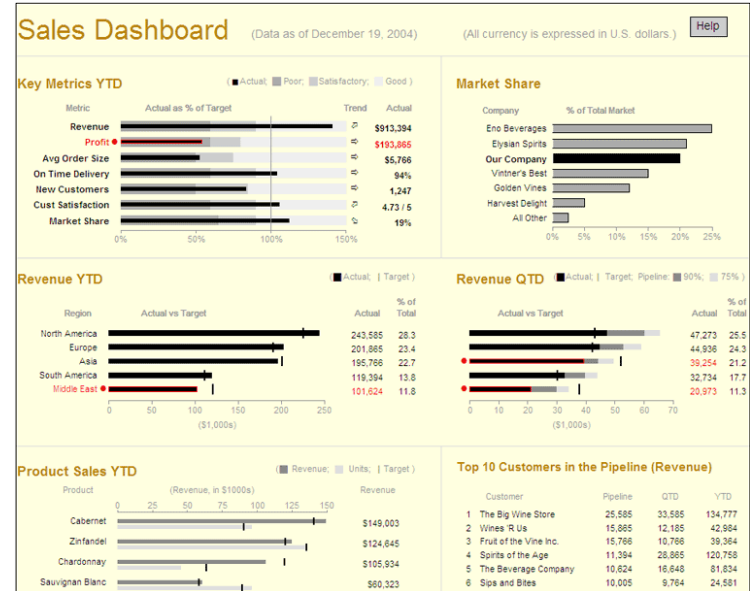 Sales Dashboard (Data as of December 19, 2004) (All currency is expressed in U.S. dollars.) Help
Key Metrics YTD ( Actual; Poor; Satisfactory; Good )
Metric Actual as % of Target Trend Actual
Revenue $913,394
Profit $193,865
Avg Order Size $5,766
On Time Delivery 94%
New Customers 1,247
Cust Satisfaction 4.73 / 5
Market Share 19%
0% 50% 100% 150%
Market Share
Company % of Total Market
Eno Beverages
Elysian Spirits
Our Company
Vintner's Best
Golden Vines
Harvest Delight
All Other
0% 5% 10% 15% 20% 25%
Revenue YTD ( Actual; | Target )
Region Actual vs Target Actual % of Total
North America 243,585 28.3
Europe 201,865 23.4
Asia 195,766 22.7
South America 119,394 13.8
Middle East 101,624 11.8
0 50 100 150 200 250
($1,000s)
Revenue QTD ( Actual; | Target; Pipeline: 90%; 75% )
Actual vs Target Actual % of Total
47,273 25.5
44,936 24.3
39,254 21.2
32,734 17.7
20,973 11.3
0 10 20 30 40 50 60 70
($1,000s)
Product Sales YTD ( Revenue; Units; | Target )
Product (Revenue, in $1000s) Revenue
0 25 50 75 100 125 150
Cabernet $149,003
Zinfandel $124,645
Chardonnay $105,934
Sauvignan Blanc $60,323
Top 10 Customers in the Pipeline (Revenue)
Customer Pipeline QTD YTD
1 The Big Wine Store 25,585 33,585 134,777
2 Wines 'R Us 15,865 12,185 42,984
3 Fruit of the Vine Inc. 15,766 10,766 39,364
4 Spirits of the Age 11,394 28,865 120,758
5 The Beverage Company 10,624 16,648 81,834
6 Sips and Bites 10,005 9,764 24,581